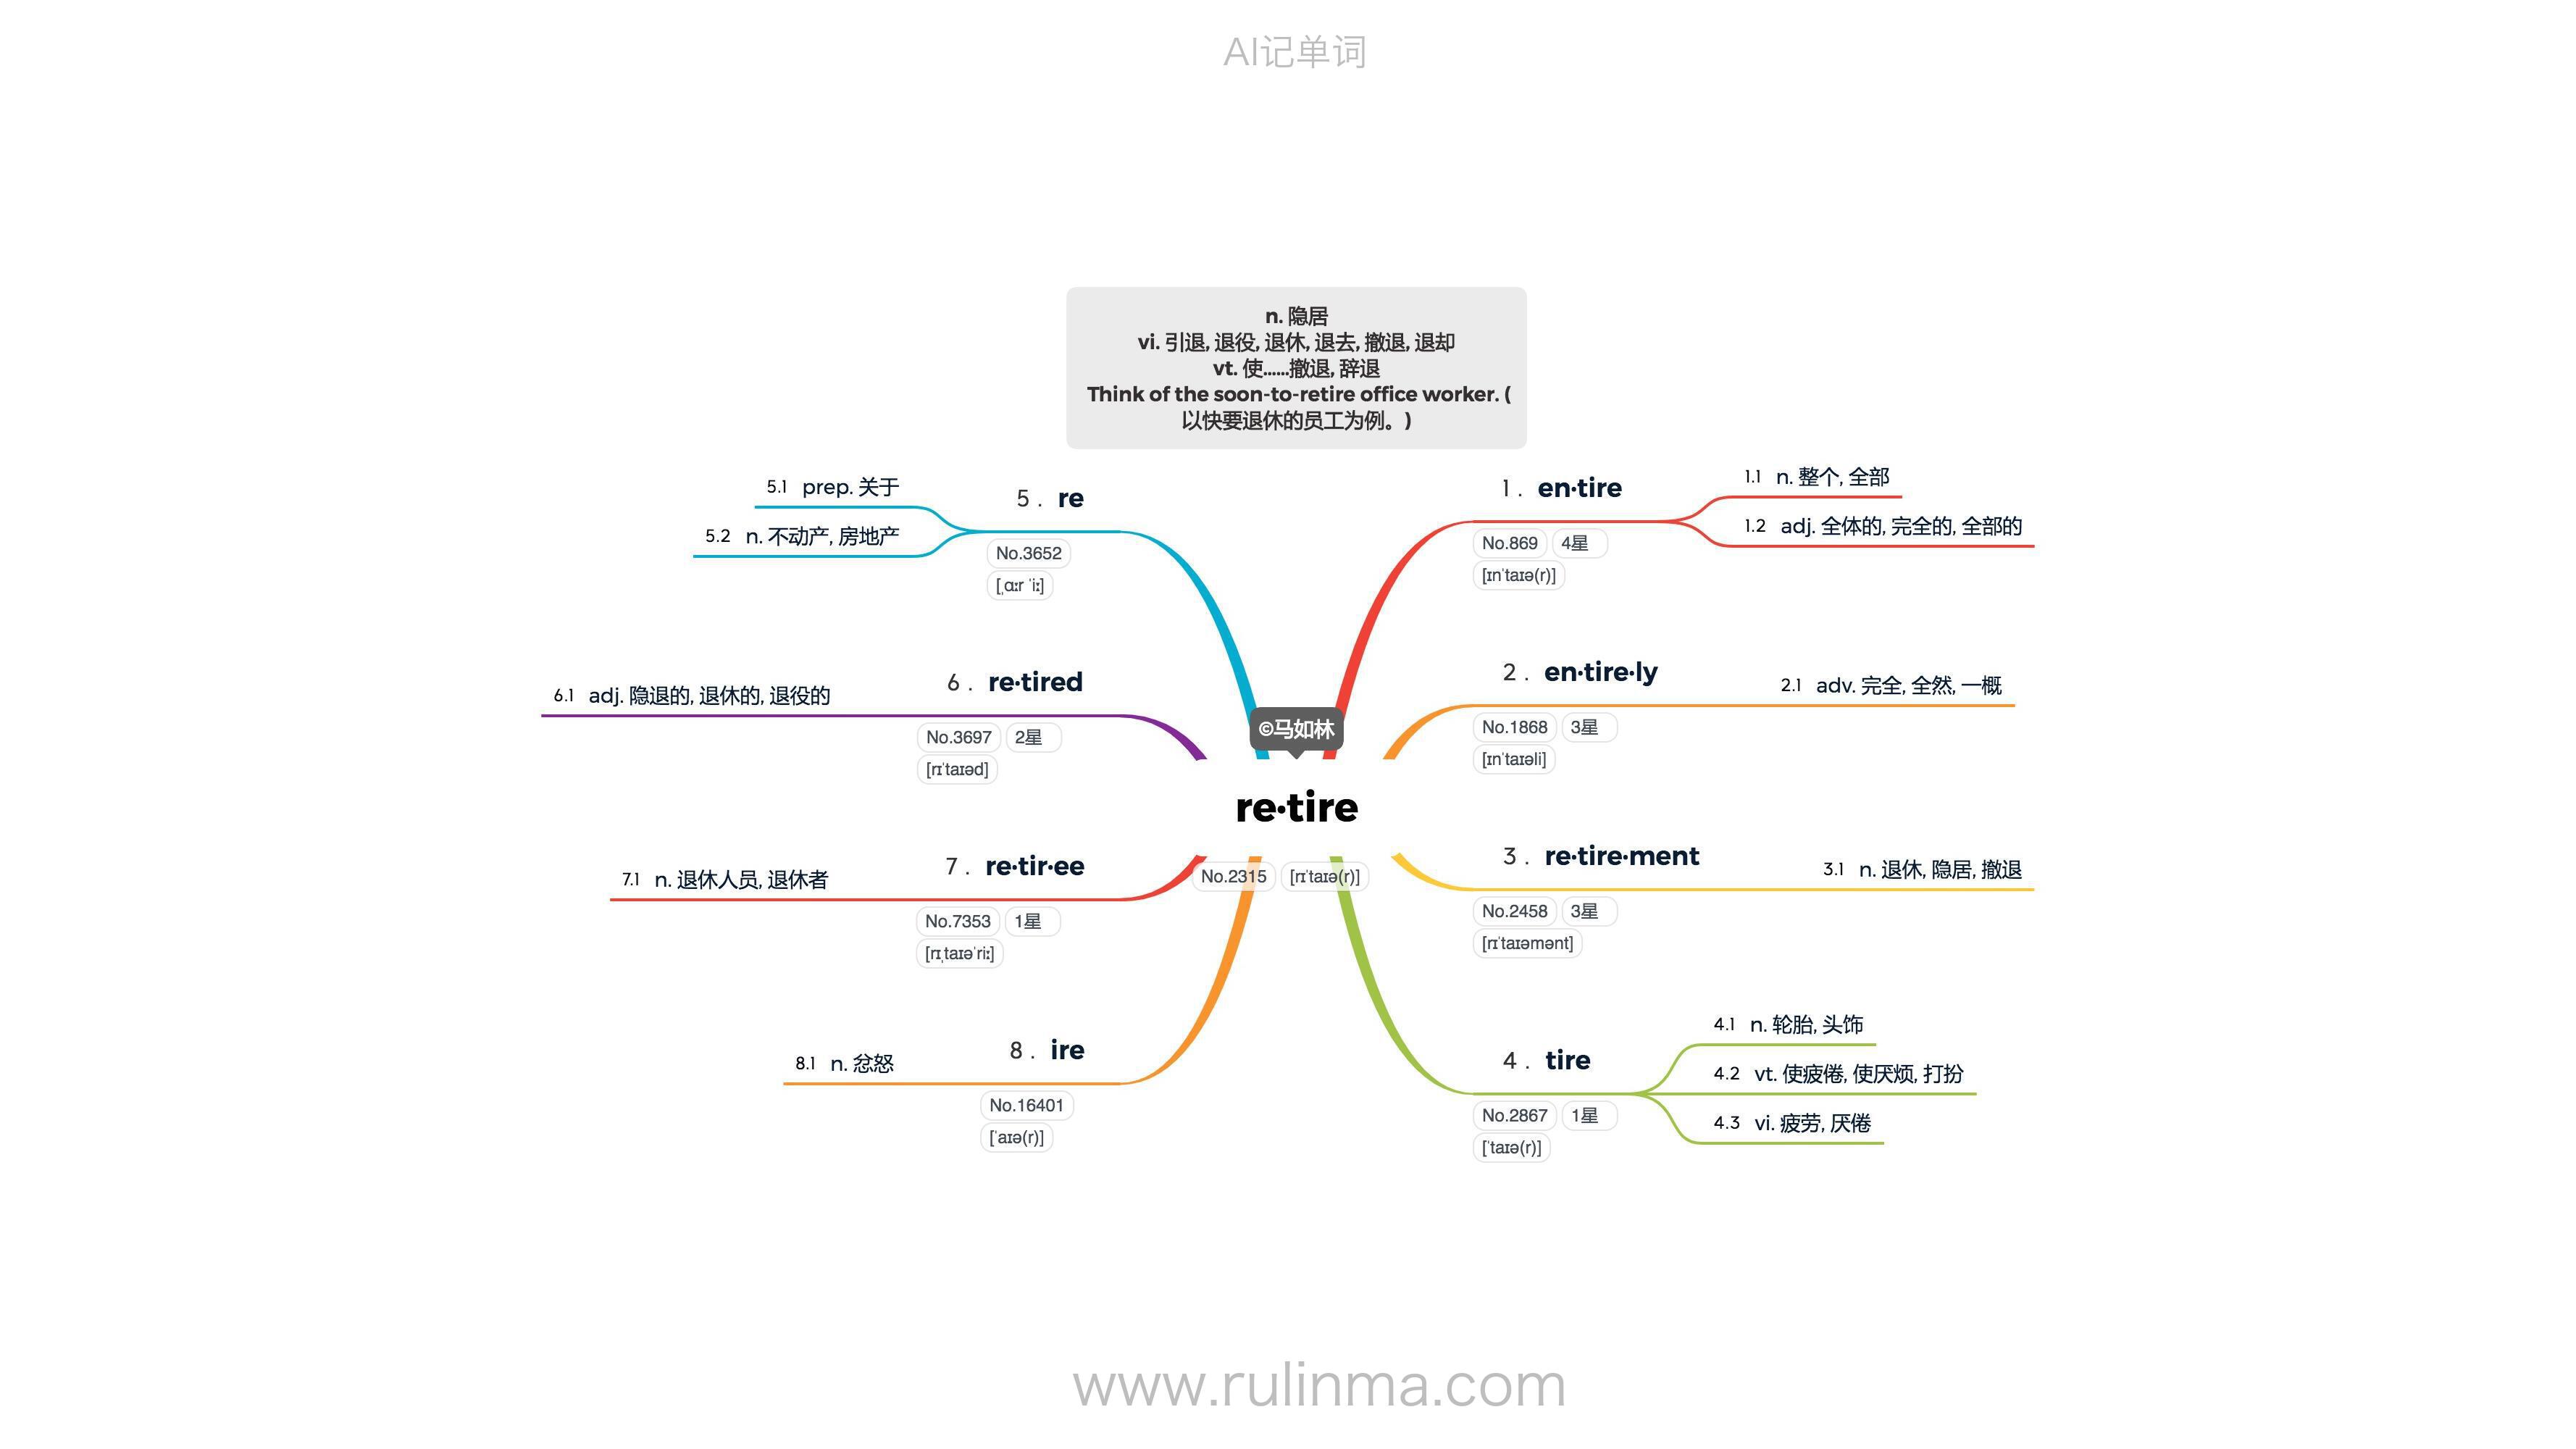 AI记单词
n. 隐居
vi. 引退, 退役, 退休, 退去, 撤退, 退却
vt. 使……撤退, 辞退
Think of the soon-to-retire office worker. (
以快要退休的员工为例。)
©马如林
re·tire
No.2315 [rɪˈtaɪə(r)]
1 . en·tire
No.869 4星
[ɪnˈtaɪə(r)]
1.1 n. 整个, 全部
1.2 adj. 全体的, 完全的, 全部的
2 . en·tire·ly
No.1868 3星
[ɪnˈtaɪəli]
2.1 adv. 完全, 全然, 一概
3 . re·tire·ment
No.2458 3星
[rɪˈtaɪəmənt]
3.1 n. 退休, 隐居, 撤退
4 . tire
No.2867 1星
[ˈtaɪə(r)]
4.1 n. 轮胎, 头饰
4.2 vt. 使疲倦, 使厌烦, 打扮
4.3 vi. 疲劳, 厌倦
5 . re
No.3652
[ˌɑːr ˈiː]
5.1 prep. 关于
5.2 n. 不动产, 房地产
6 . re·tired
No.3697 2星
[rɪˈtaɪəd]
6.1 adj. 隐退的, 退休的, 退役的
7 . re·tir·ee
No.7353 1星
[rɪˌtaɪəˈriː]
7.1 n. 退休人员, 退休者
8 . ire
No.16401
[ˈaɪə(r)]
8.1 n. 忿怒
www.rulinma.com